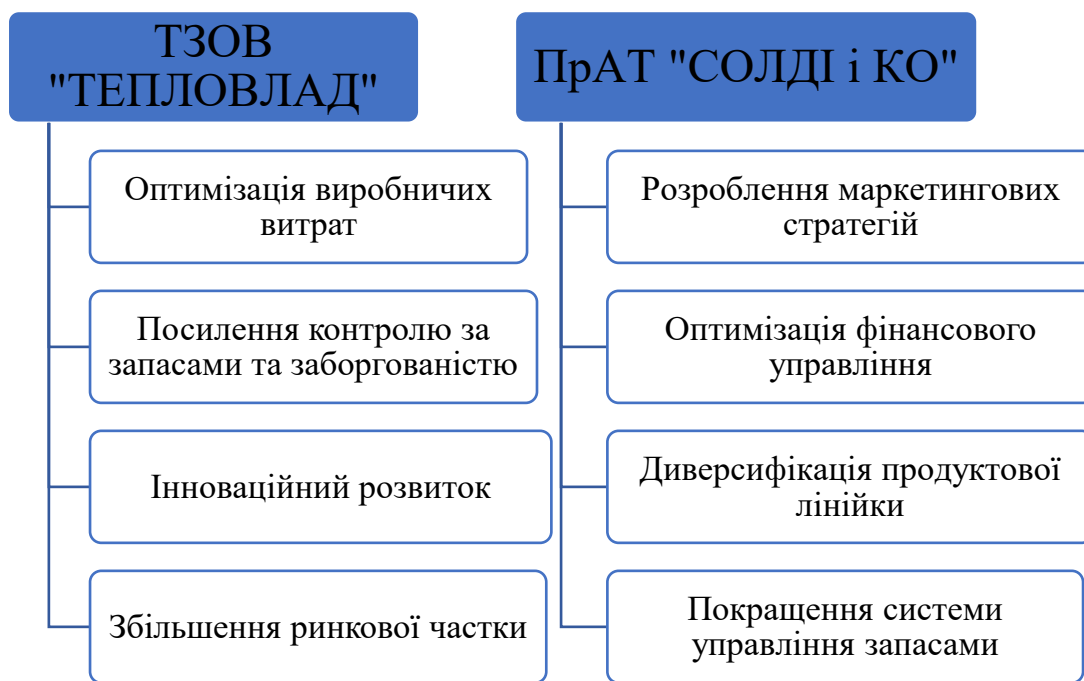 ТЗОВ
"ТЕПЛОВЛАД"
Оптимізація виробничих
витрат
Посилення контролю за
запасами та заборгованістю
Інноваційний розвиток
Збільшення ринкової частки
ПрАТ "СОЛДІ і КО"
Розроблення маркетингових
стратегій
Оптимізація фінансового
управління
Диверсифікація продуктової
лінійки
Покращення системи
управління запасами